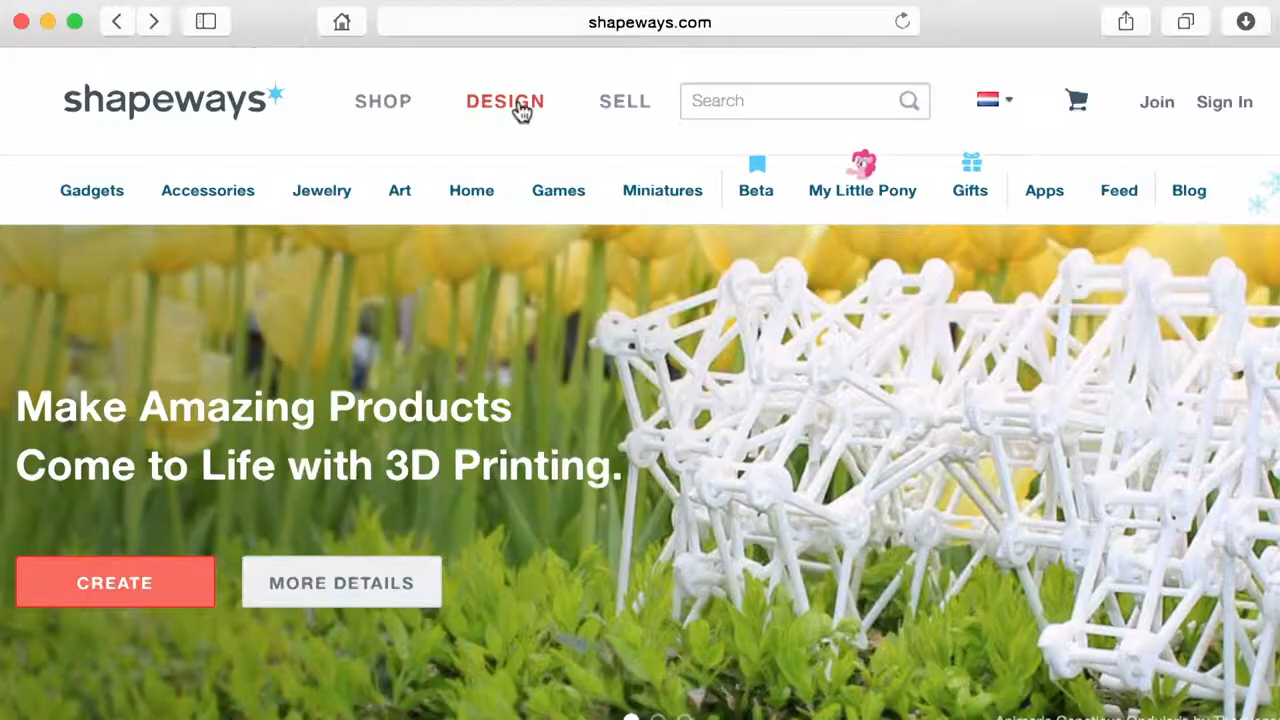 shapeways.com
shapeways
SHOP
DESIGN
SELL
Search
Join
Sign In
Gadgets
Accessories
Jewelry
Art
Home
Games
Miniatures
Beta
My Little Pony
Gifts
Apps
Feed
Blog
Make Amazing Products
Come to Life with 3D Printing.
CREATE
MORE DETAILS